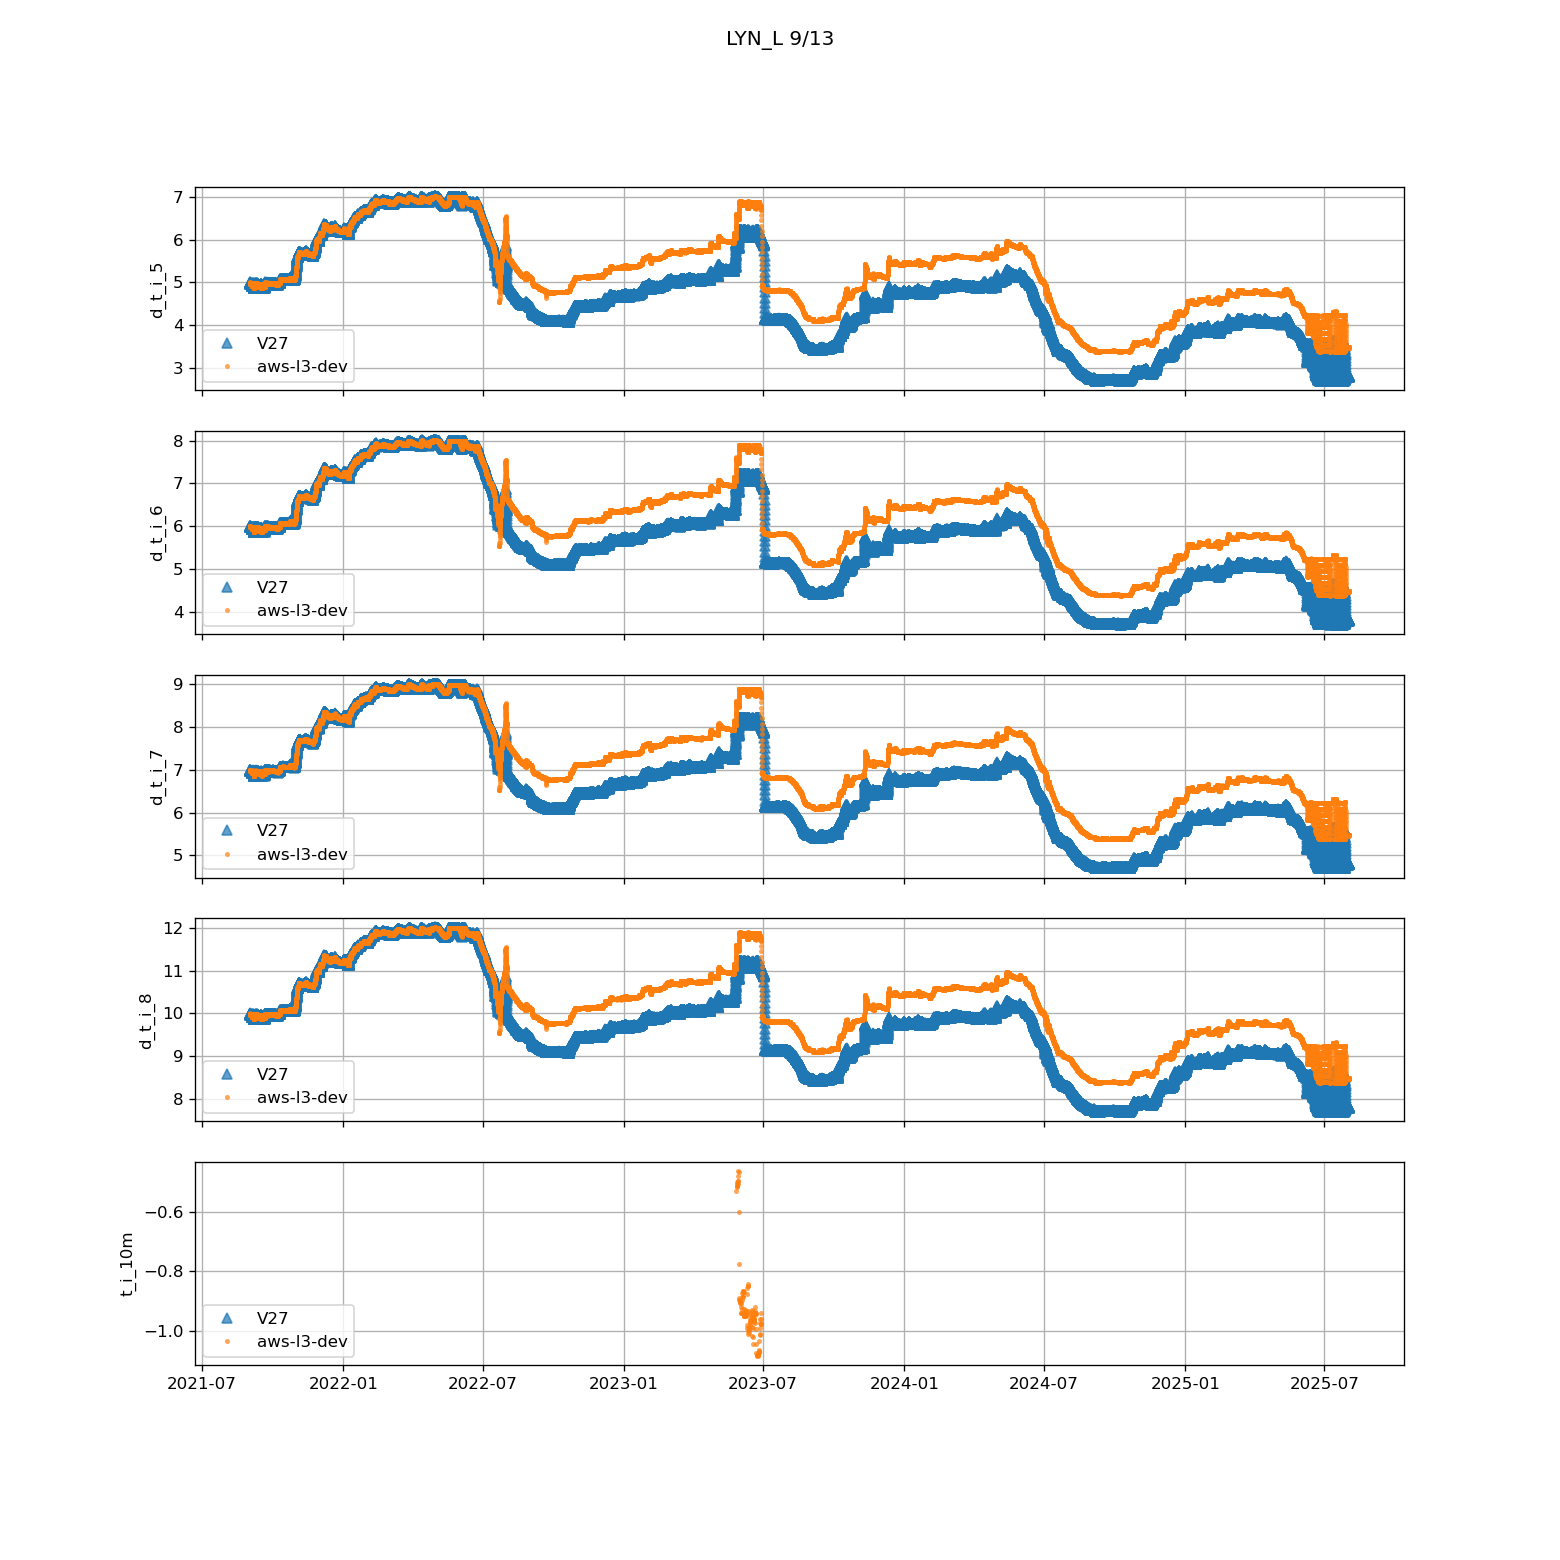 LYN_L 9/13
7
6
5
4
3
d_t_i_5
V27
aws-l3-dev
8
7
6
5
4
d_t_i_6
V27
aws-l3-dev
9
8
7
6
5
d_t_i_7
V27
aws-l3-dev
12
11
10
9
8
d_t_i_8
V27
aws-l3-dev
−0.6
−0.8
−1.0
t_i_10m
V27
aws-l3-dev
2021-07 2022-01 2022-07 2023-01 2023-07 2024-01 2024-07 2025-01 2025-07